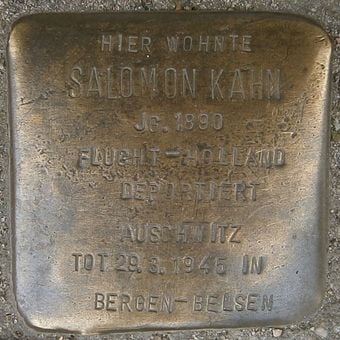 HIER WOHNTE
SALOMON KAHN
JG. 1890
FLUCHT-HOLLAND
DEPORTIERT
AUSCHWITZ
TOT 29.3.1945 IN
BERGEN-BELSEN